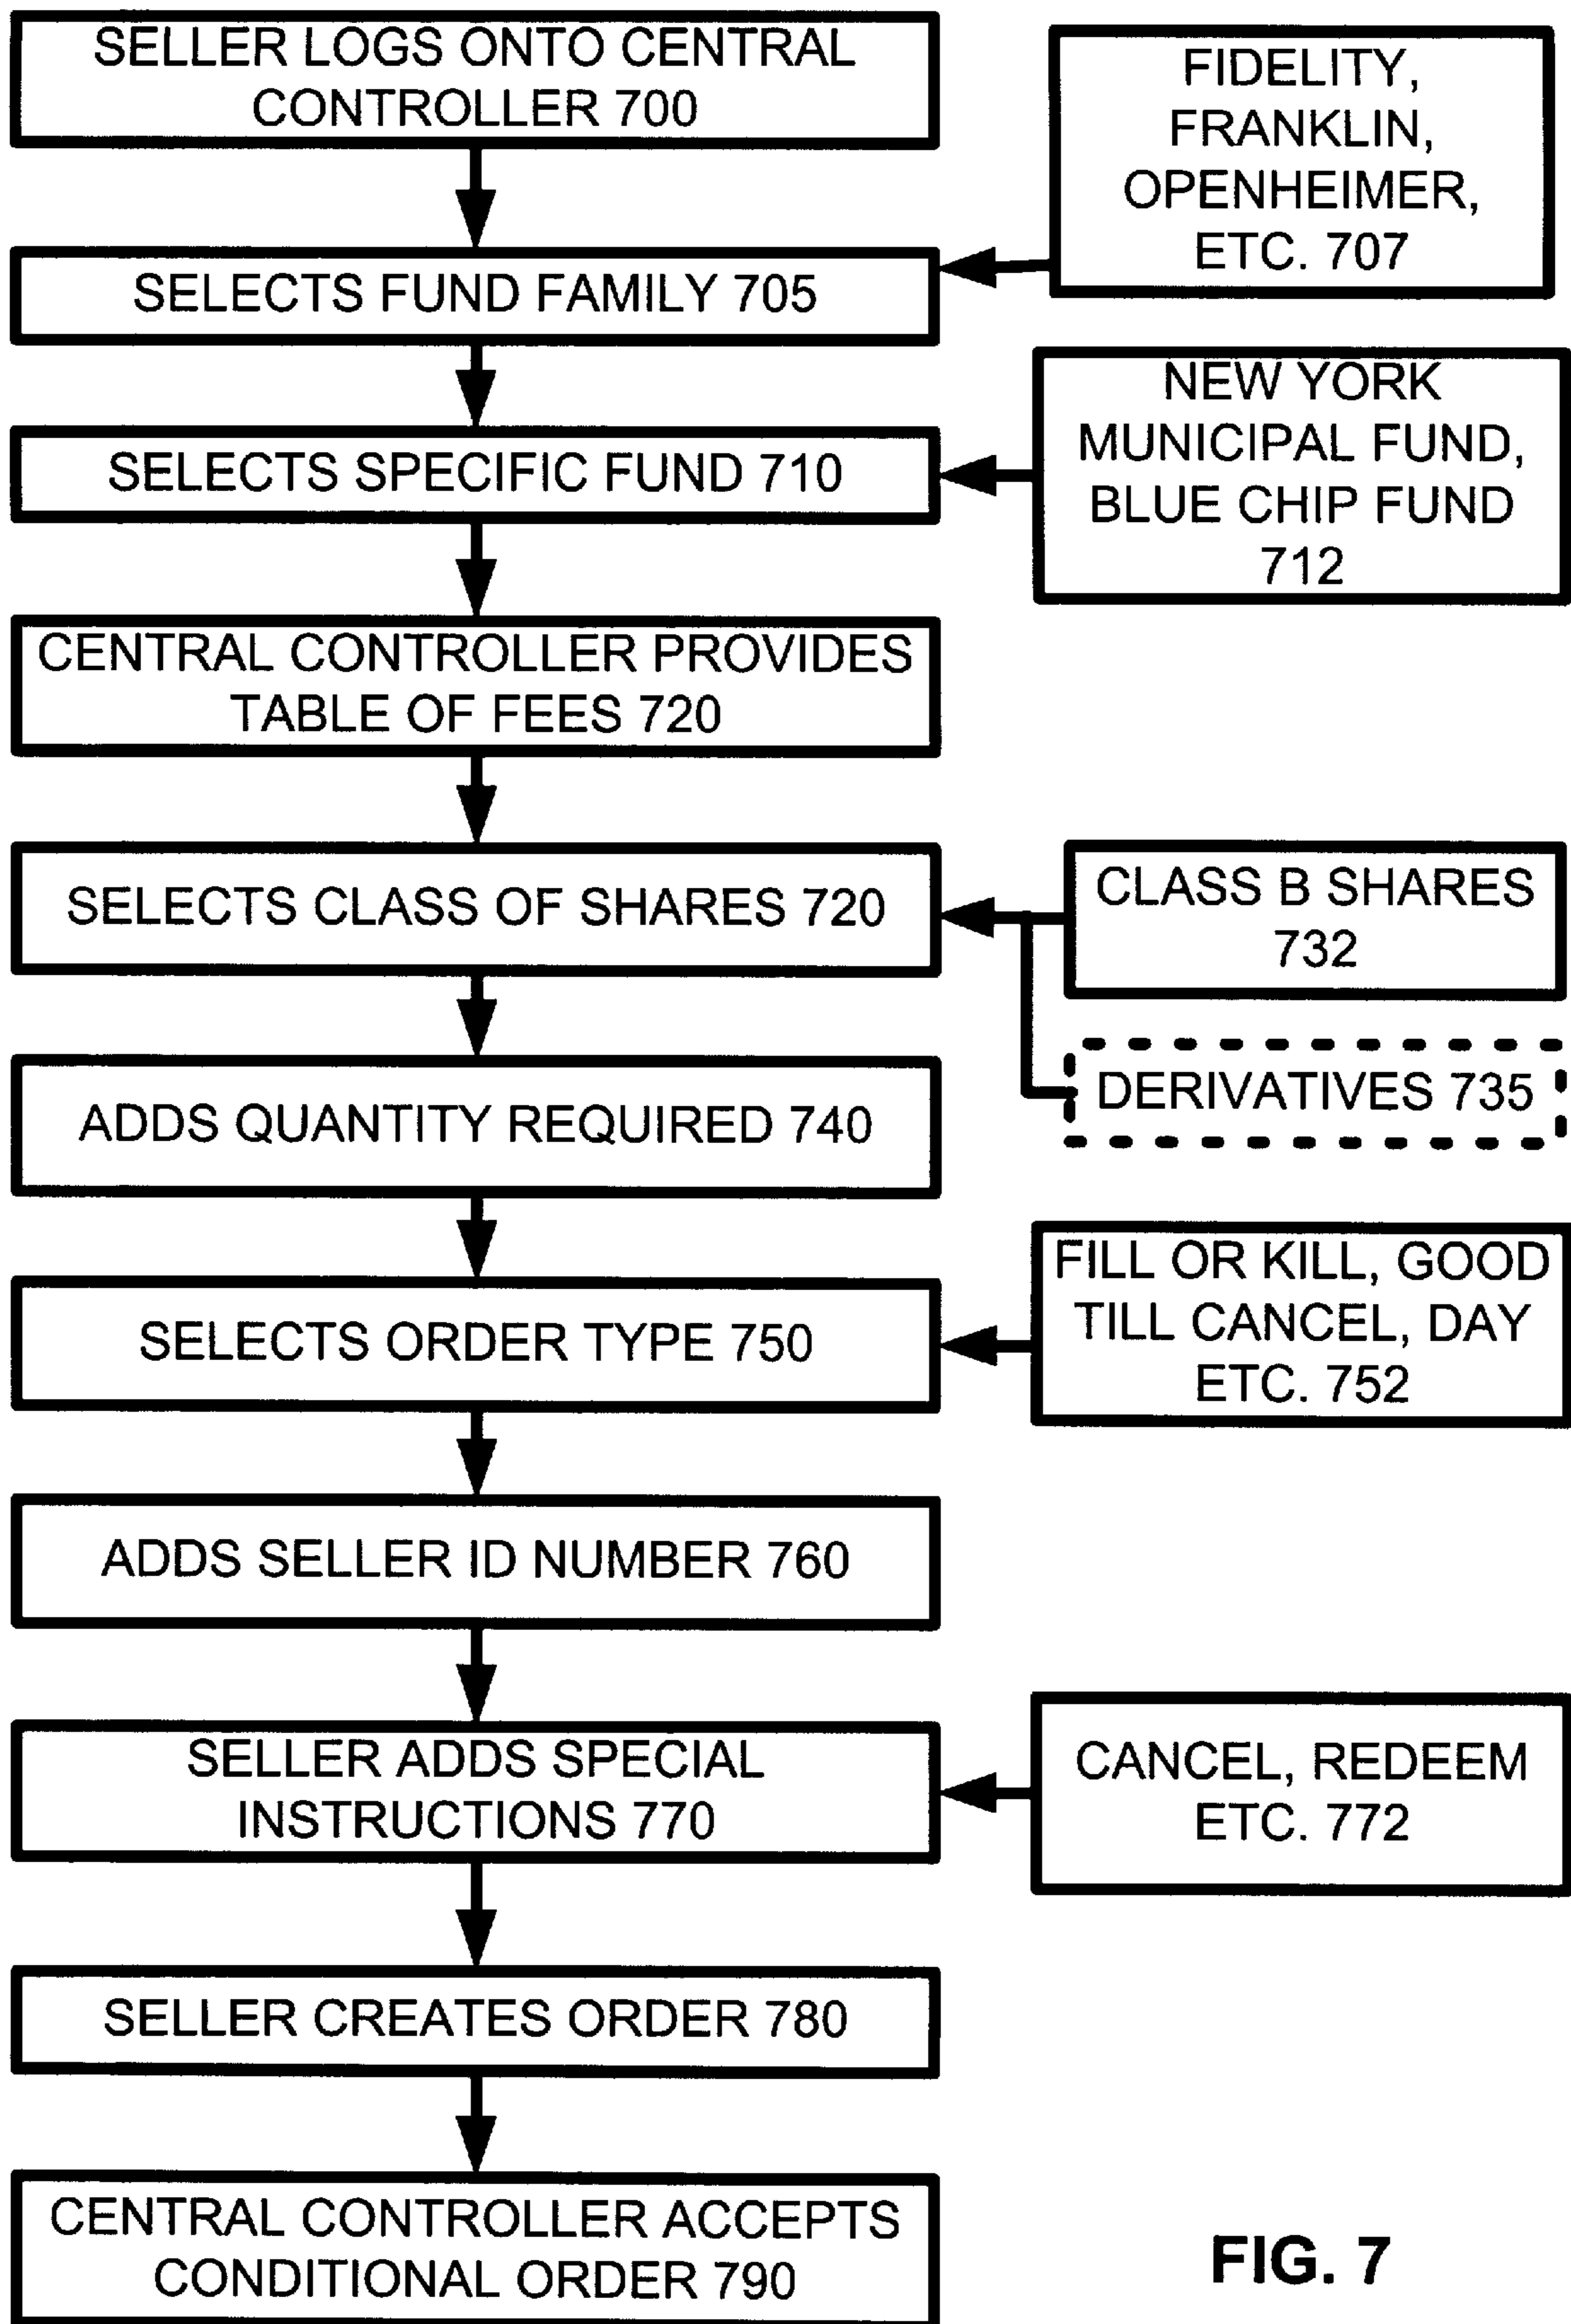 SELLER LOGS ONTO CENTRAL
CONTROLLER 700
FIDELITY,
FRANKLIN,
OPENHEIMER,
ETC. 707
SELECTS FUND FAMILY 705
NEW YORK
MUNICIPAL FUND,
BLUE CHIP FUND
712
SELECTS SPECIFIC FUND 710
CENTRAL CONTROLLER PROVIDES
TABLE OF FEES 720
SELECTS CLASS OF SHARES 720
CLASS B SHARES
732
DERIVATIVES 735
ADDS QUANTITY REQUIRED 740
SELECTS ORDER TYPE 750
FILL OR KILL, GOOD
TILL CANCEL, DAY
ETC. 752
ADDS SELLER ID NUMBER 760
SELLER ADDS SPECIAL
INSTRUCTIONS 770
CANCEL, REDEEM
ETC. 772
SELLER CREATES ORDER 780
CENTRAL CONTROLLER ACCEPTS
CONDITIONAL ORDER 790
FIG. 7